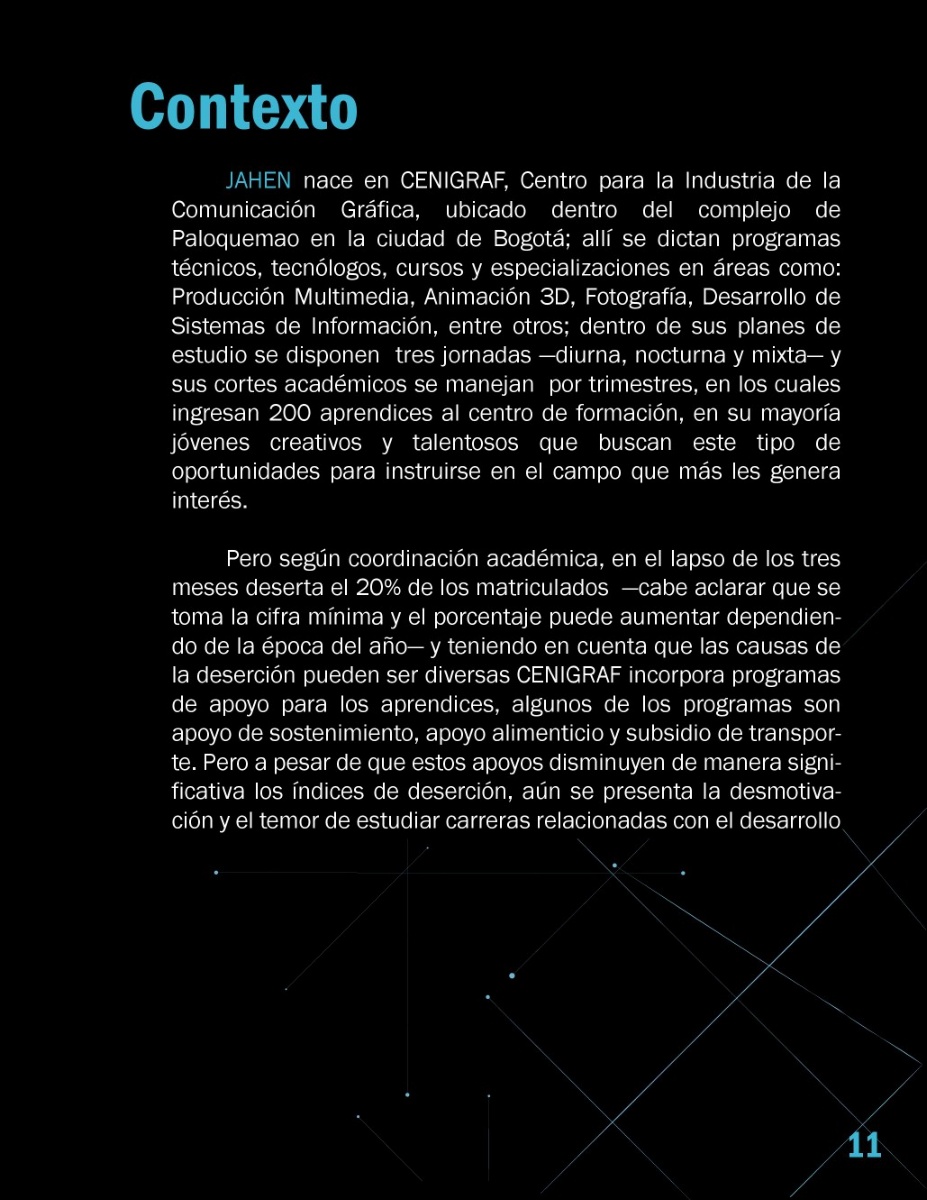 Contexto
JAHEN nace en CENIGRAF, Centro para la Industria de la
Comunicación Gráfica, ubicado dentro del complejo de
Paloquemao en la ciudad de Bogotá; allí se dictan programas
técnicos, tecnólogos, cursos y especializaciones en áreas como:
Producción Multimedia, Animación 3D, Fotografía, Desarrollo de
Sistemas de Información, entre otros; dentro de sus planes de
estudio se disponen tres jornadas —diurna, nocturna y mixta— y
sus cortes académicos se manejan por trimestres, en los cuales
ingresan 200 aprendices al centro de formación, en su mayoría
jóvenes creativos y talentosos que buscan este tipo de
oportunidades para instruirse en el campo que más les genera
interés.
Pero según coordinación académica, en el lapso de los tres
meses deserta el 20% de los matriculados —cabe aclarar que se
toma la cifra mínima y el porcentaje puede aumentar dependien-
do de la época del año— y teniendo en cuenta que las causas de
la deserción pueden ser diversas CENIGRAF incorpora programas
de apoyo para los aprendices, algunos de los programas son
apoyo de sostenimiento, apoyo alimenticio y subsidio de transpor-
te. Pero a pesar de que estos apoyos disminuyen de manera signi-
ficativa los índices de deserción, aún se presenta la desmotiva-
ción y el temor de estudiar carreras relacionadas con el desarrollo
11